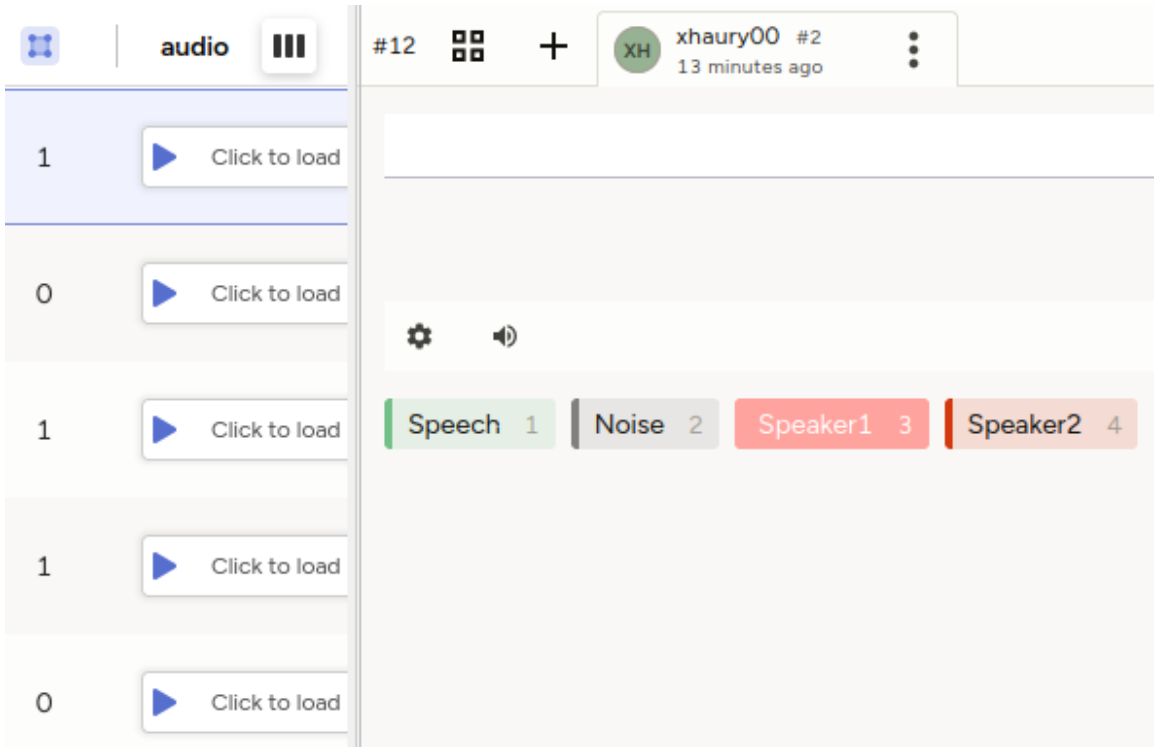 audio
1 Click to load
0 Click to load
1 Click to load
1 Click to load
0 Click to load
#12 XH xhaury00 #2
13 minutes ago
Speech 1 Noise 2 Speaker1 3 Speaker2 4